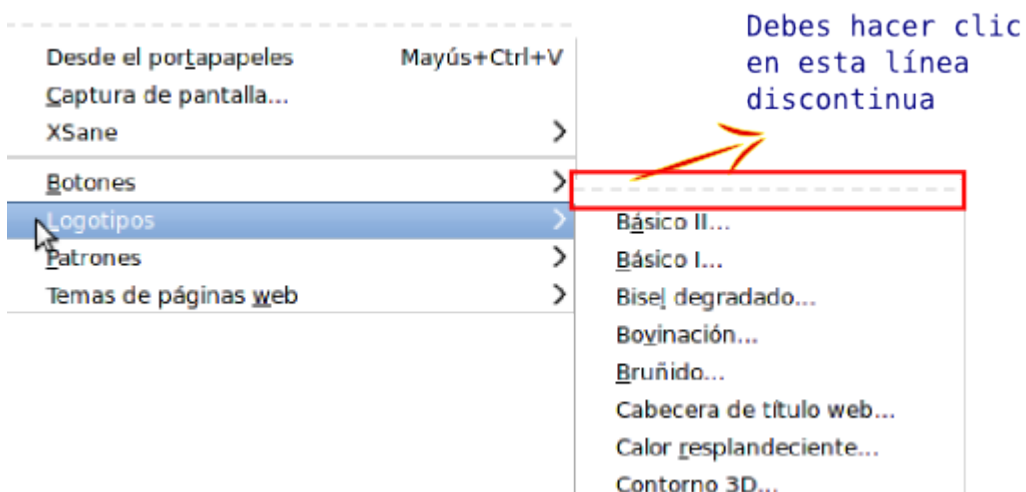 Debes hacer clic
en esta línea
discontinua
Desde el portapapeles Mayús+Ctrl+V
Captura de pantalla...
XSane
Botones
Logotipos
Patrones
Temas de páginas web
Básico II...
Básico I...
Bisel degradado...
Bovinación...
Bruñido...
Cabecera de título web...
Calor resplandeciente...
Contorno 3D...